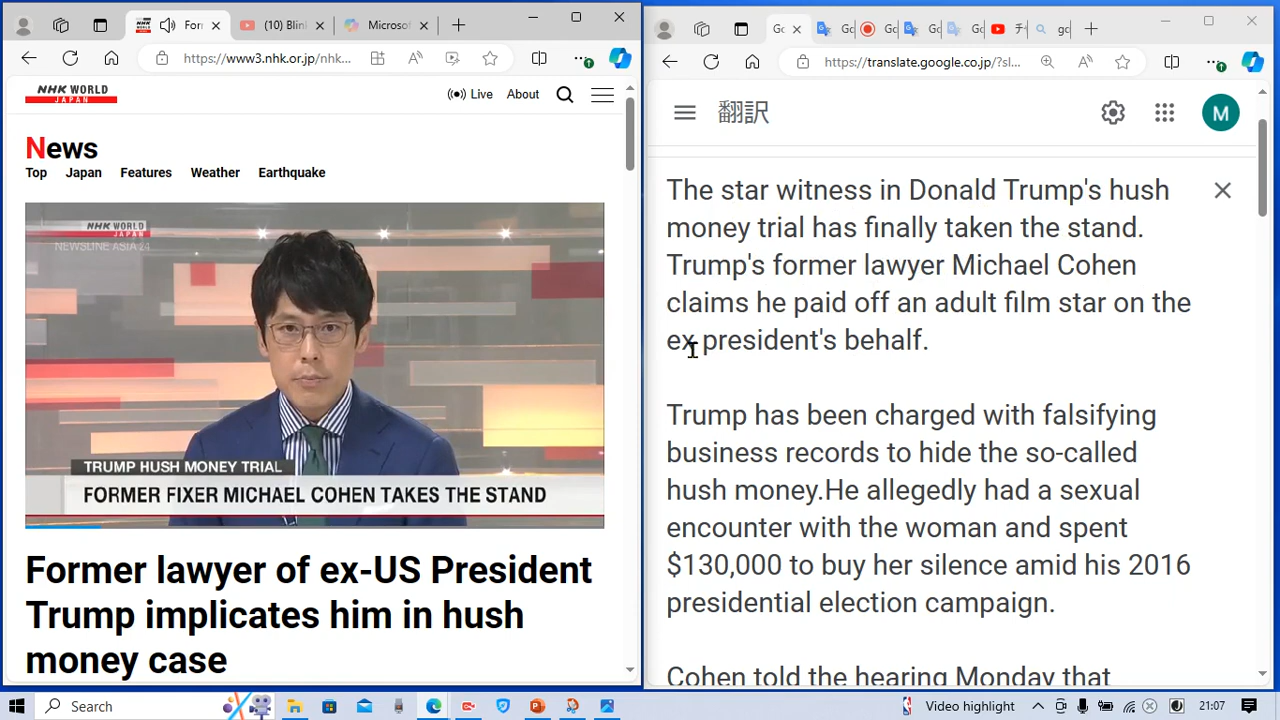 For
(10) Blin
Microsof
https://www3.nhk.or.jp/nhk...
NHK WORLD
JAPAN
Live
About
News
Top
Japan
Features
Weather
Earthquake
NHK WORLD
JAPAN
NEWSLINE ASIA 24
TRUMP HUSH MONEY TRIAL
FORMER FIXER MICHAEL COHEN TAKES THE STAND
Former lawyer of ex-US President
Trump implicates him in hush
money case
https://translate.google.co.jp/?sl...
翻訳
M
The star witness in Donald Trump's hush
money trial has finally taken the stand.
Trump's former lawyer Michael Cohen
claims he paid off an adult film star on the
ex president's behalf.
Trump has been charged with falsifying
business records to hide the so-called
hush money.He allegedly had a sexual
encounter with the woman and spent
$130,000 to buy her silence amid his 2016
presidential election campaign.
Cohen told the hearing Monday that
Search
Video highlight
21:07